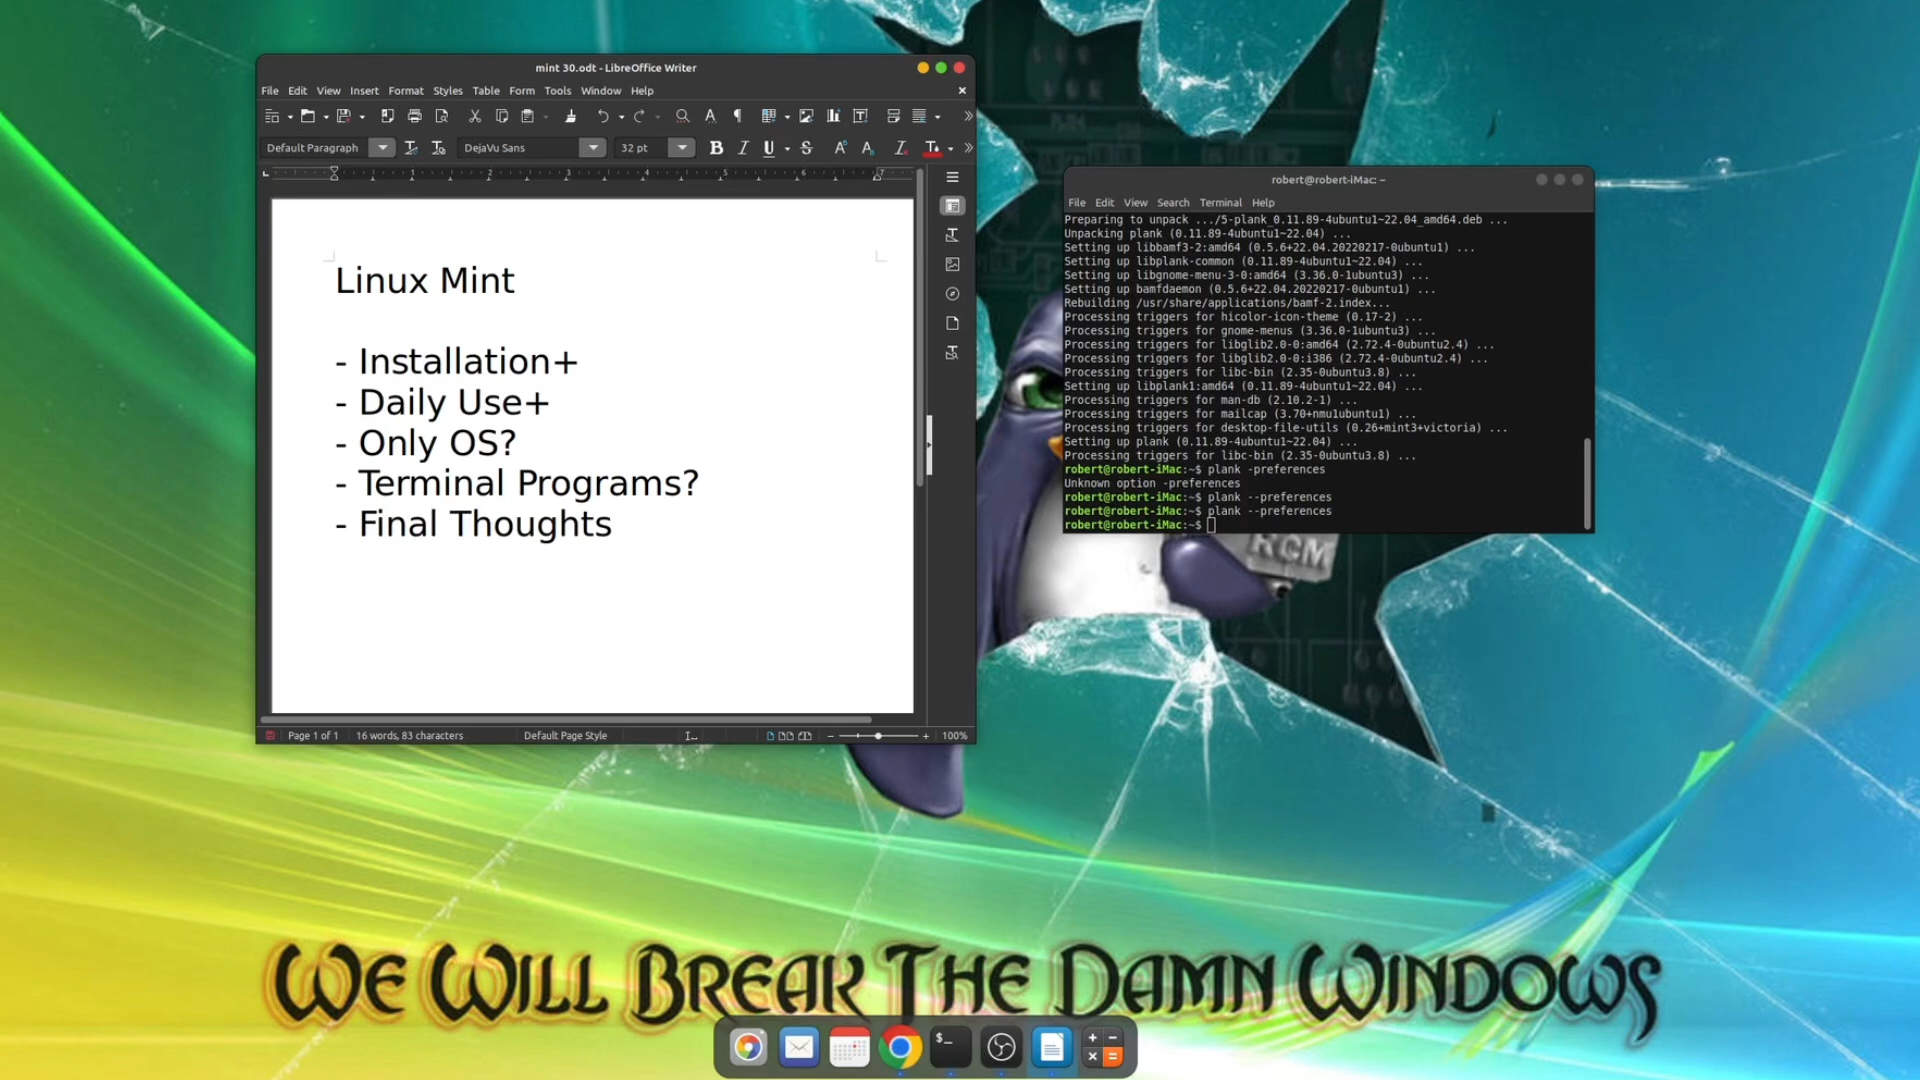 mint 30.odt - LibreOffice Writer
File Edit View Insert Format Styles Table Form Tools Window Help
Default Paragraph DejaVu Sans 32 pt
1 2 3 4 5 6 7
Linux Mint
- Installation+
- Daily Use+
- Only OS?
- Terminal Programs?
- Final Thoughts
Page 1 of 1 16 words, 83 characters Default Page Style 100%
robert@robert-iMac: ~
File Edit View Search Terminal Help
Preparing to unpack .../5-plank_0.11.89-4ubuntu1~22.04_amd64.deb ...
Unpacking plank (0.11.89-4ubuntu1~22.04) ...
Setting up libbamf3-2:amd64 (0.5.6+22.04.20220217-0ubuntu1) ...
Setting up libplank-common (0.11.89-4ubuntu1~22.04) ...
Setting up libgnome-menu-3-0:amd64 (3.36.0-1ubuntu3) ...
Setting up bamfdaemon (0.5.6+22.04.20220217-0ubuntu1) ...
Rebuilding /usr/share/applications/bamf-2.index...
Processing triggers for hicolor-icon-theme (0.17-2) ...
Processing triggers for gnome-menus (3.36.0-1ubuntu3) ...
Processing triggers for libglib2.0-0:amd64 (2.72.4-0ubuntu2.4) ...
Processing triggers for libglib2.0-0:i386 (2.72.4-0ubuntu2.4) ...
Processing triggers for libc-bin (2.35-0ubuntu3.8) ...
Setting up libplank1:amd64 (0.11.89-4ubuntu1~22.04) ...
Processing triggers for man-db (2.10.2-1) ...
Processing triggers for mailcap (3.70+nmu1ubuntu1) ...
Processing triggers for desktop-file-utils (0.26+mint3+victoria) ...
Setting up plank (0.11.89-4ubuntu1~22.04) ...
Processing triggers for libc-bin (2.35-0ubuntu3.8) ...
robert@robert-iMac:~$ plank -preferences
Unknown option -preferences
robert@robert-iMac:~$ plank --preferences
robert@robert-iMac:~$ plank --preferences
robert@robert-iMac:~$
RCM
We Will Break The Damn Windows